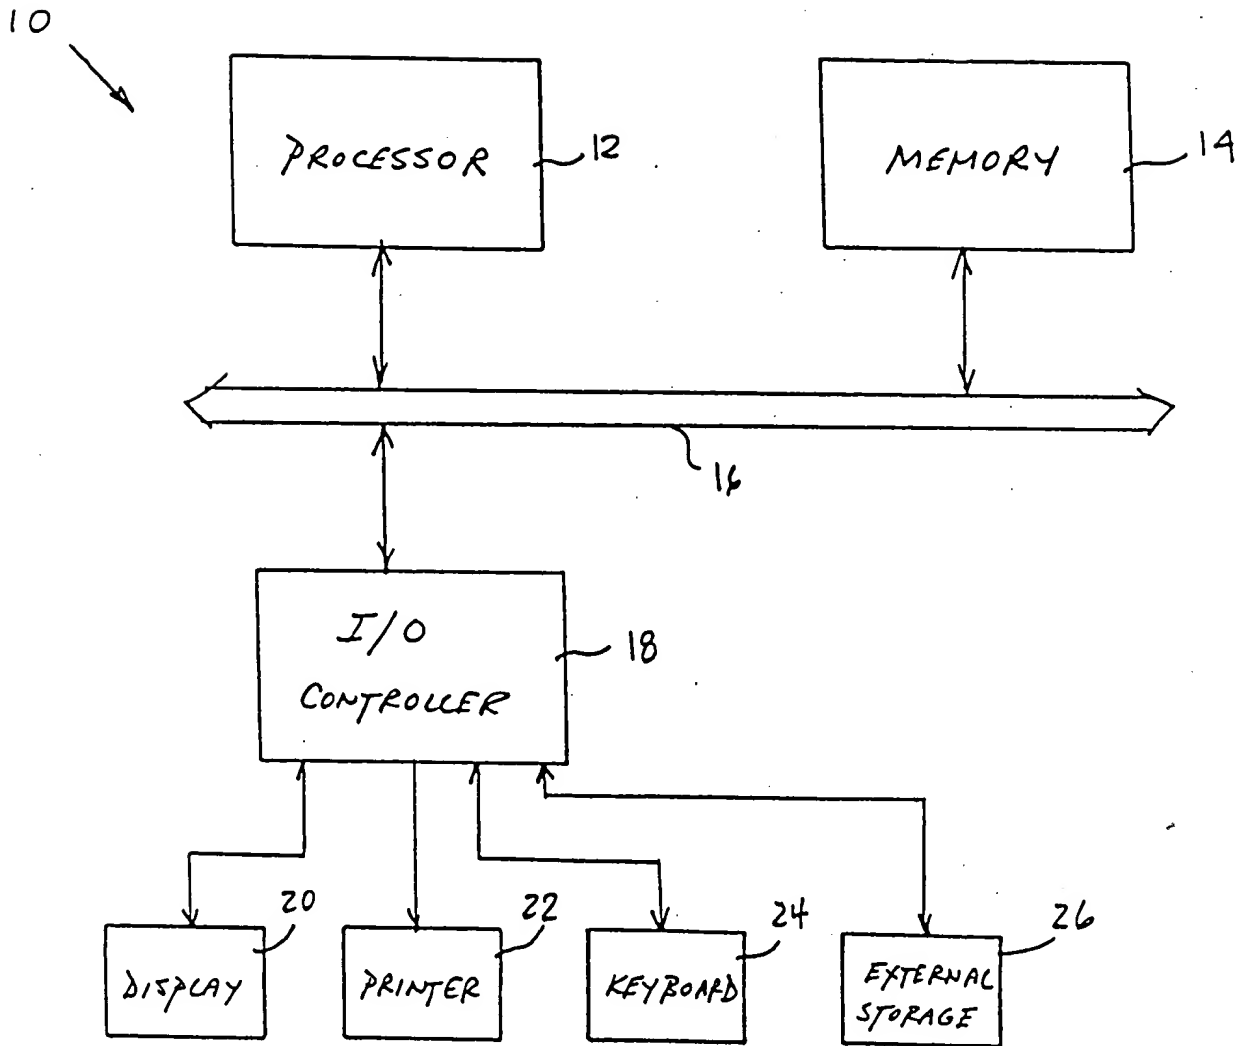 10
PROCESSOR
12
MEMORY
14
16
I/O
CONTROLLER
18
20
DISPLAY
22
PRINTER
24
KEYBOARD
26
EXTERNAL
STORAGE